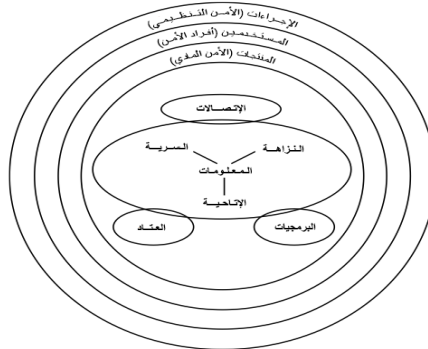 الإجراءات (الأمن التنظيمي)
المستخدمين (أفراد الأمن)
المنتجات (الأمن المادي)
الإتصالات
النزاهة
السرية
المعلومات
الإتاحية
البرمجيات
العتاد